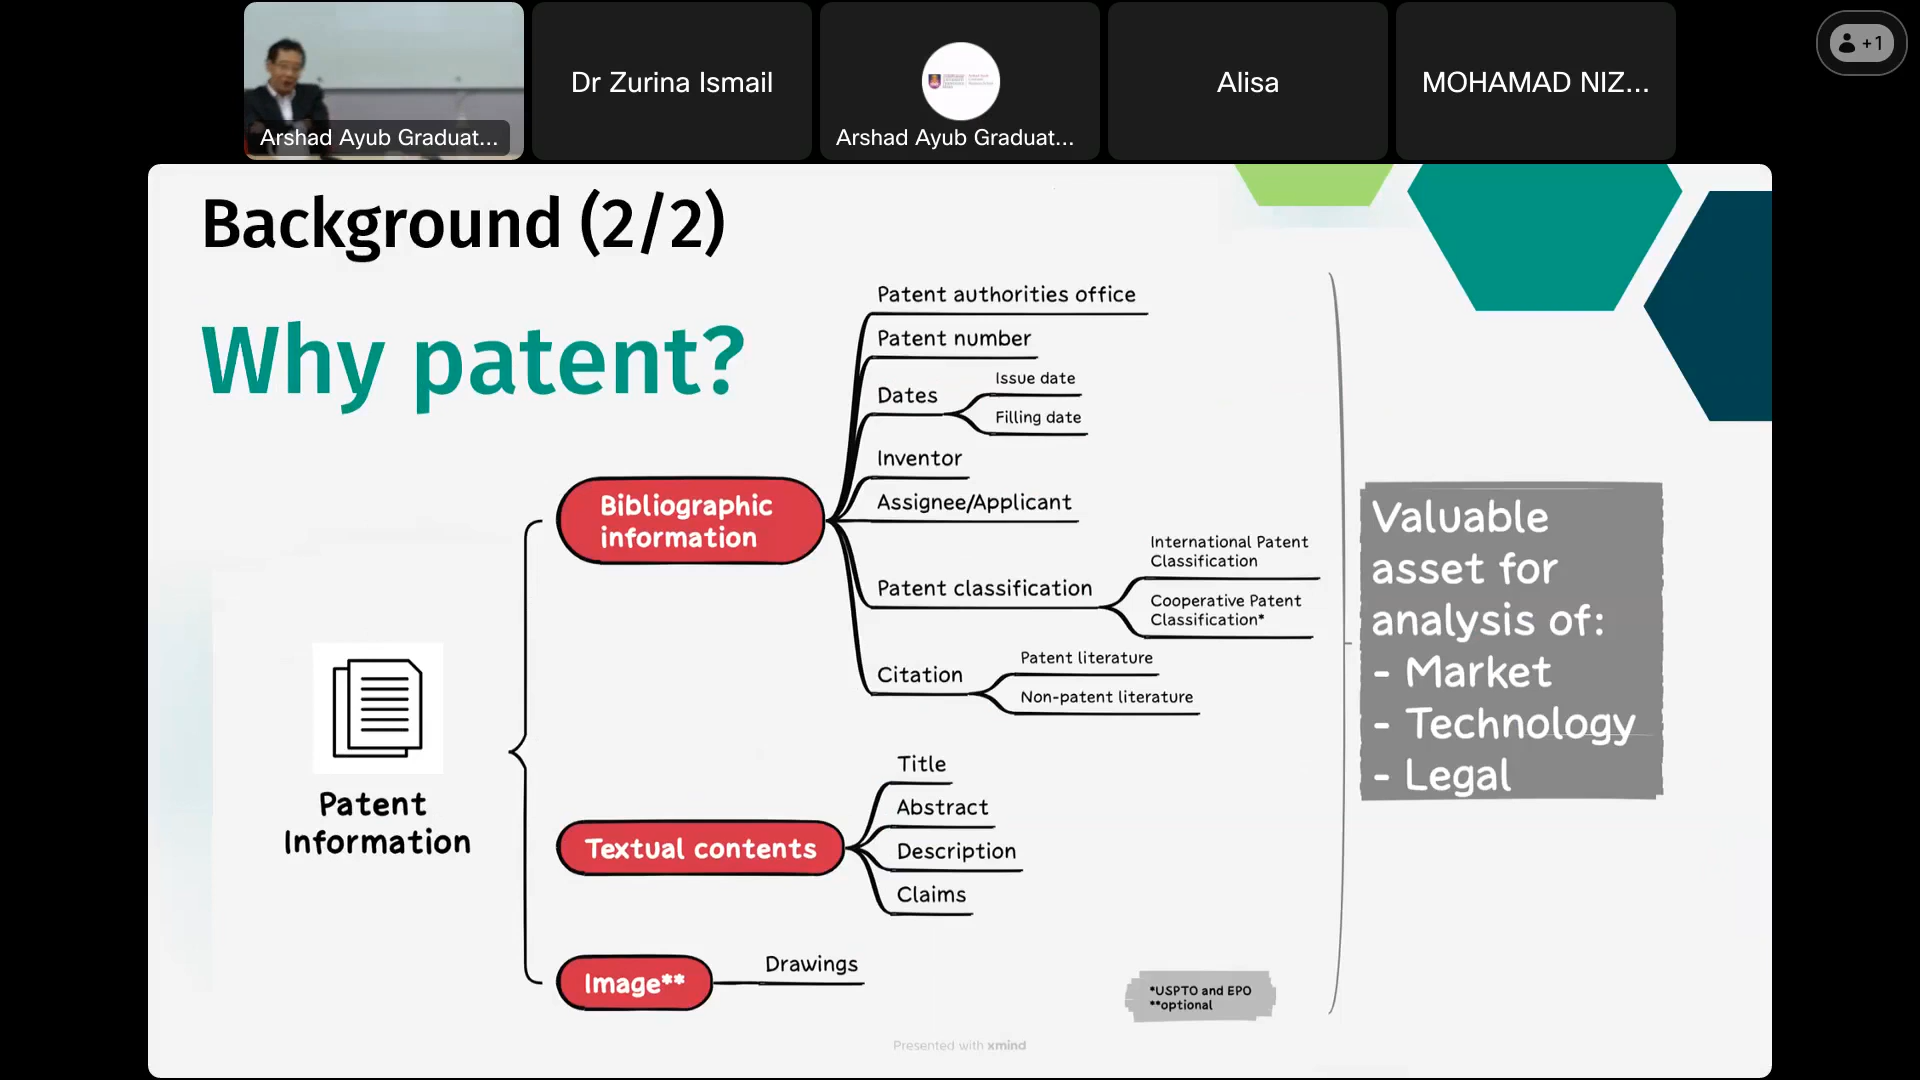 Arshad Ayub Graduat...
Dr Zurina Ismail
Arshad Ayub Graduat...
Alisa
MOHAMAD NIZ...
+1
Background (2/2)
Why patent?
Patent
Information
Bibliographic
information
Patent authorities office
Patent number
Dates
Issue date
Filling date
Inventor
Assignee/Applicant
Patent classification
International Patent
Classification
Cooperative Patent
Classification*
Citation
Patent literature
Non-patent literature
Textual contents
Title
Abstract
Description
Claims
Image**
Drawings
Valuable
asset for
analysis of:
- Market
- Technology
- Legal
*USPTO and EPO
**optional
Presented with xmind